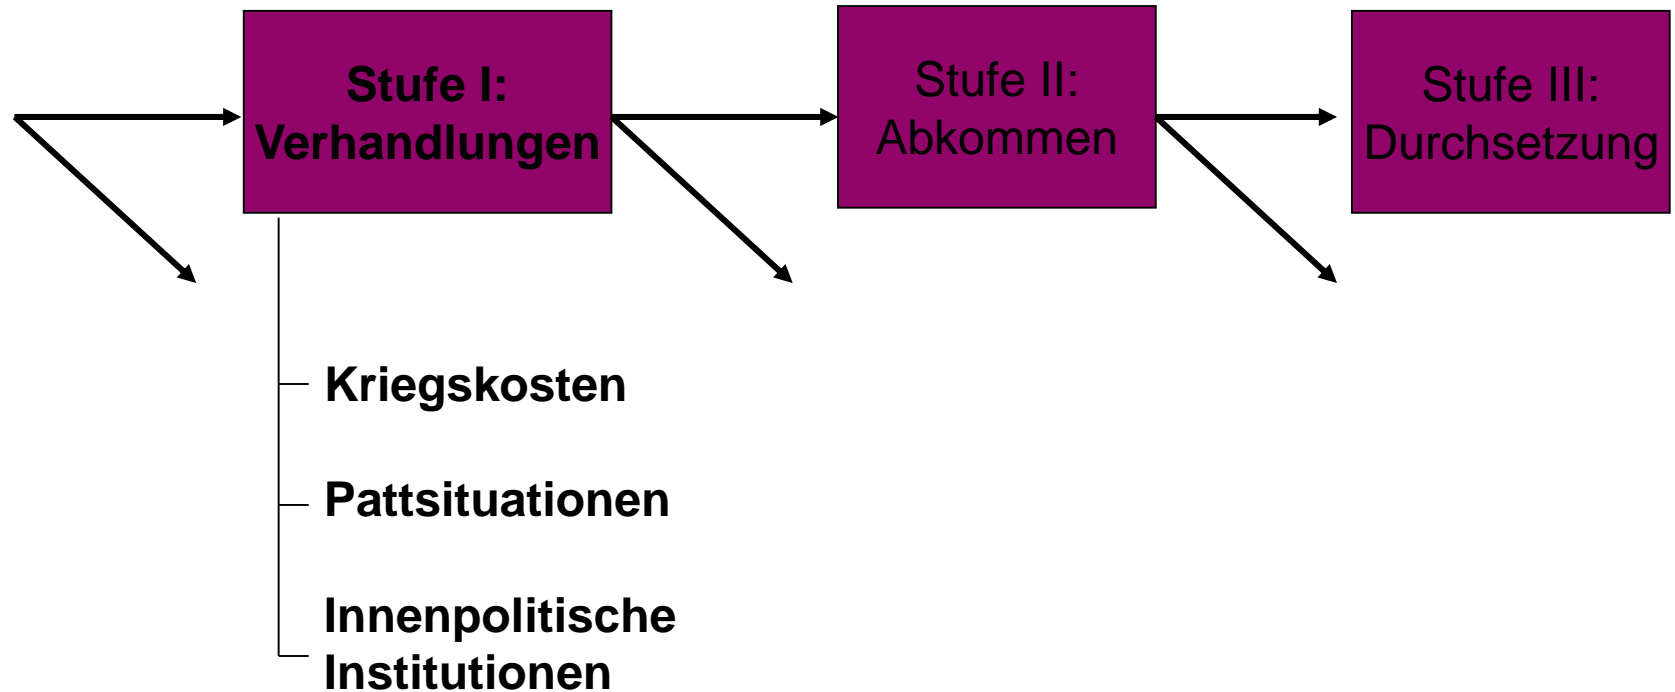 Stufe I:
Verhandlungen
Stufe II:
Abkommen
Stufe III:
Durchsetzung
Kriegskosten
Pattsituationen
Innenpolitische
Institutionen